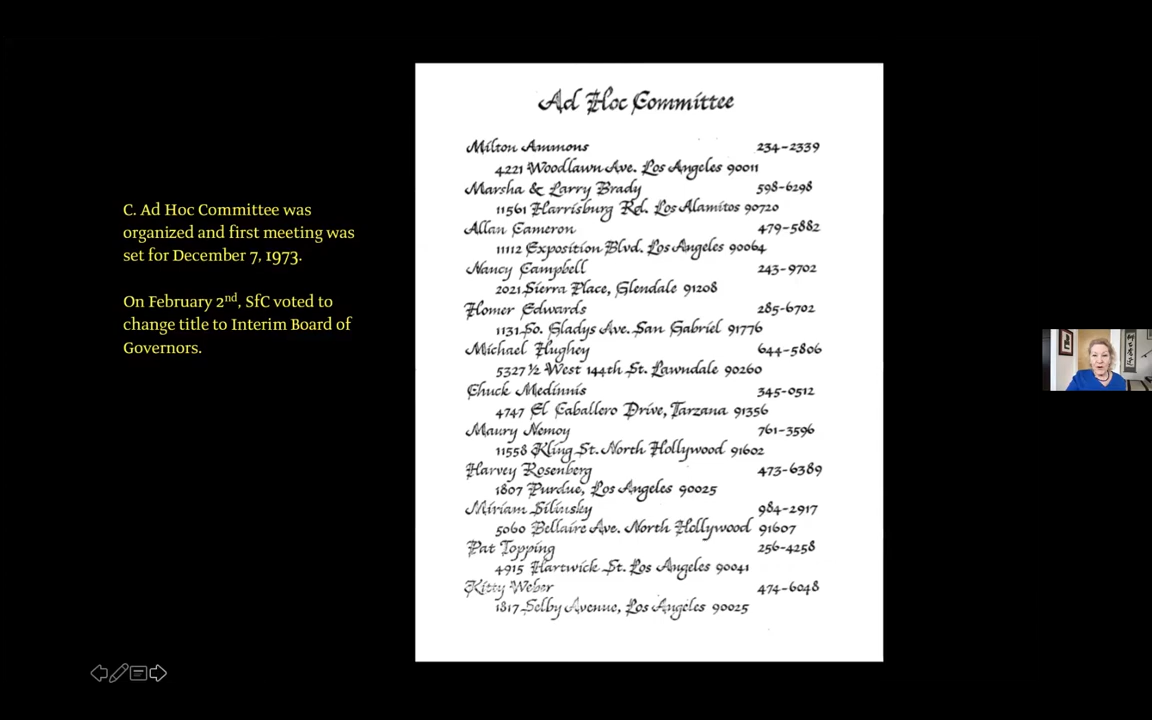 C. Ad Hoc Committee was
organized and first meeting was
set for December 7, 1973.
On February 2nd, SfC voted to
change title to Interim Board of
Governors.
Ad Hoc Committee
Milton Ammons 234-2339
4221 Woodlawn Ave. Los Angeles 90011
Marsha & Larry Brady 598-6298
11561 Harrisburg Rd. Los Alamitos 90720
Allan Cameron 479-5882
11112 Exposition Blvd. Los Angeles 90064
Nancy Campbell 243-9702
2021 Sierra Place, Glendale 91208
Homer Edwards 285-6702
1131 So. Gladys Ave. San Gabriel 91776
Michael Hughey 644-5806
5327 ½ West 144th St. Lawndale 90260
Chuck Medinnis 345-0512
4747 El Caballero Drive, Tarzana 91356
Maury Nemoy 761-3596
11558 Kling St. North Hollywood 91602
Harvey Rosenberg 473-6389
1807 Purdue, Los Angeles 90025
Miriam Silinsky 984-2917
5060 Bellaire Ave. North Hollywood 91607
Pat Topping 256-4258
4915 Hartwick St. Los Angeles 90041
Kitty Weber 474-6048
1817 Selby Avenue, Los Angeles 90025